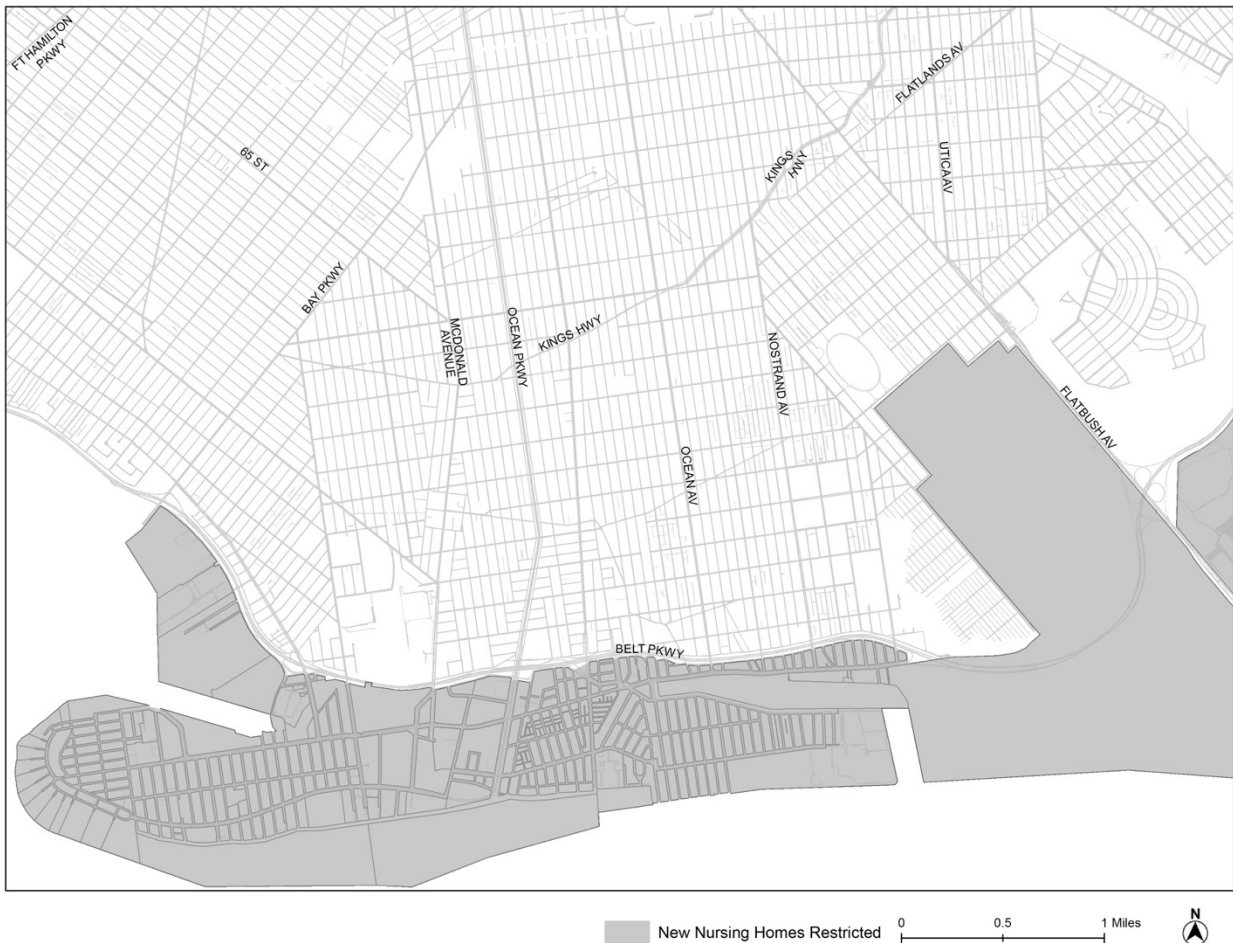 FT HAMILTON
PKWY
FLATLANDS AV
65 ST
KINGS
HWY
UTICA AV
BAY PKWY
MCDONALD
AVENUE
OCEAN PKWY
KINGS HWY
NOSTRAND AV
FLATBUSH AV
OCEAN AV
BELT PKWY
New Nursing Homes Restricted
0 0.5 1 Miles
N